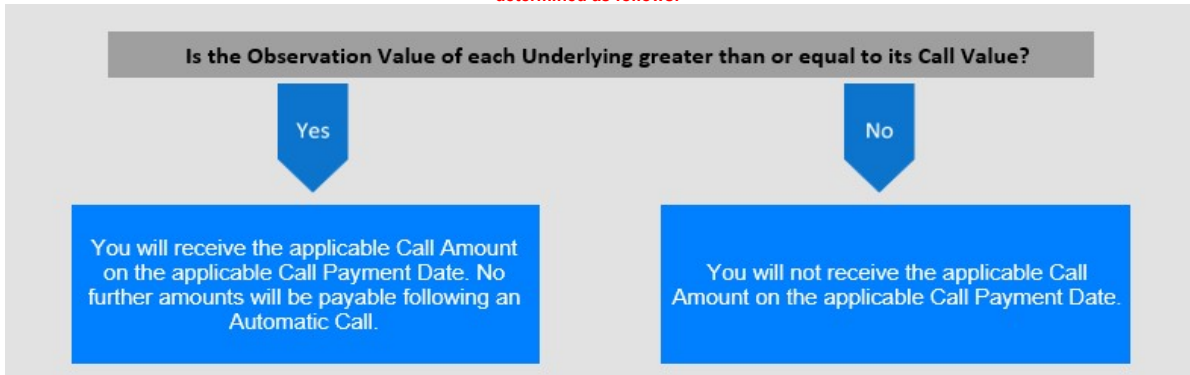 Is the Observation Value of each Underlying greater than or equal to its Call Value?
Yes
No
You will receive the applicable Call Amount
on the applicable Call Payment Date. No
further amounts will be payable following an
Automatic Call.
You will not receive the applicable Call
Amount on the applicable Call Payment Date.